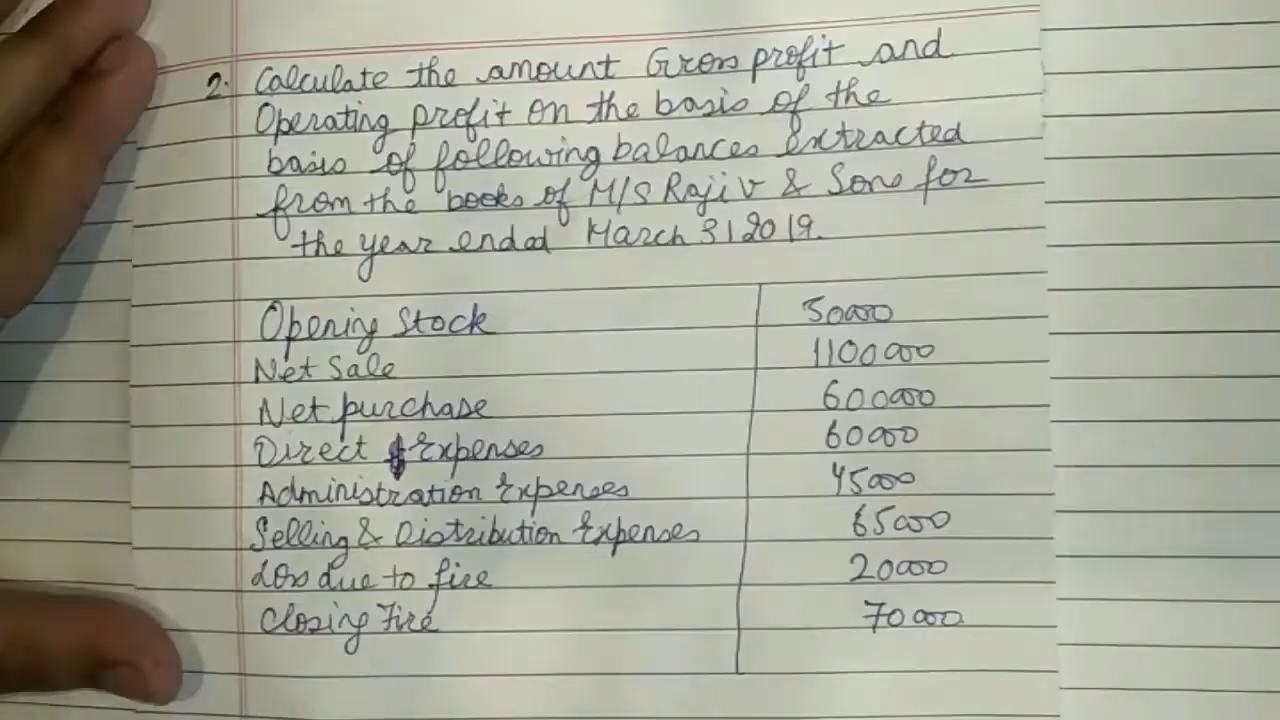 2. Calculate the amount Gross profit and
Operating profit on the basis of the
basis of following balances extracted
from the books of M/S Rajiv & Sons for
the year ended March 31 2019.
Opening Stock 50000
Net Sale 1100000
Net purchase 600000
Direct Expenses 60000
Administration Expenses 45000
Selling & Distribution Expenses 65000
Loss due to fire 20000
Closing Fire 70000